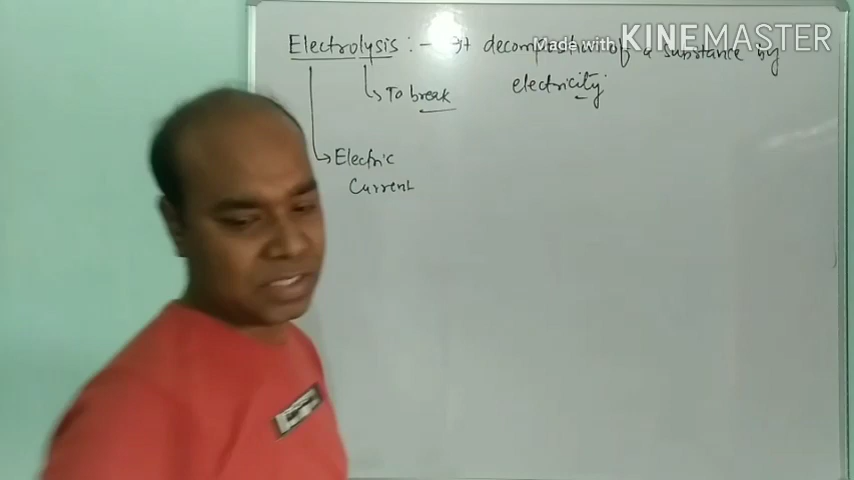 Electrolysis :- It decomposition of a substance by
electricity.
To break
Electric
Current
Made with KINEMASTER